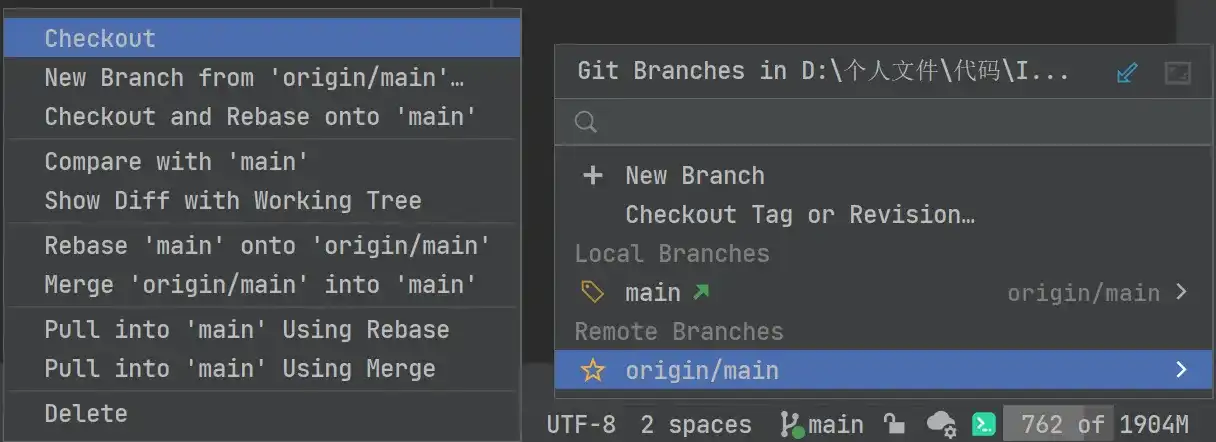 Checkout
New Branch from 'origin/main'…
Checkout and Rebase onto 'main'
Compare with 'main'
Show Diff with Working Tree
Rebase 'main' onto 'origin/main'
Merge 'origin/main' into 'main'
Pull into 'main' Using Rebase
Pull into 'main' Using Merge
Delete
Git Branches in D:\个人文件\代码\I...
New Branch
Checkout Tag or Revision…
Local Branches
main origin/main
Remote Branches
origin/main
UTF-8 2 spaces main 762 of 1904M